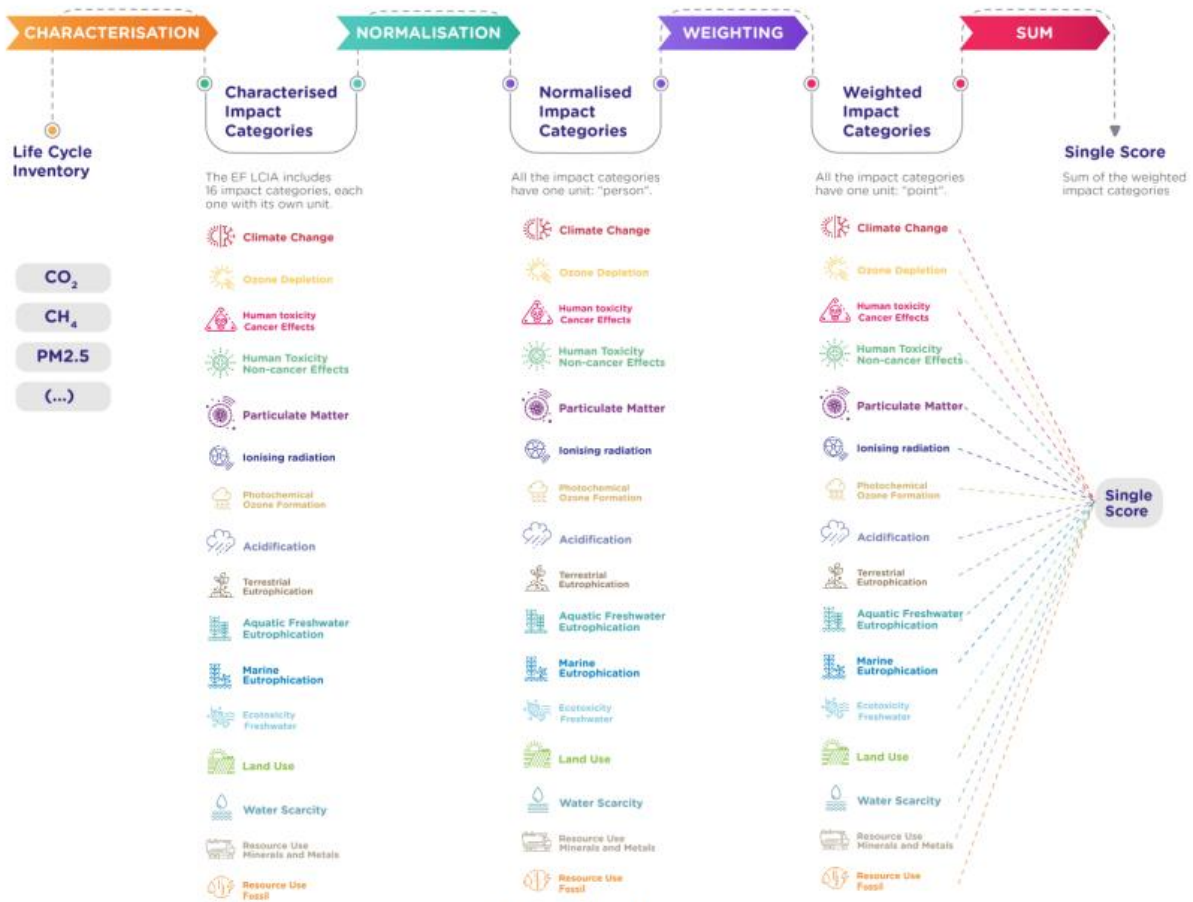 CHARACTERISATION
NORMALISATION
WEIGHTING
SUM
Life Cycle
Inventory
CO2
CH4
PM2.5
(...)
Characterised
Impact
Categories
The EF LCIA includes
16 impact categories, each
one with its own unit.
Climate Change
Ozone Depletion
Human toxicity
Cancer Effects
Human Toxicity
Non-cancer Effects
Particulate Matter
Ionising radiation
Photochemical
Ozone Formation
Acidification
Terrestrial
Eutrophication
Aquatic Freshwater
Eutrophication
Marine
Eutrophication
Ecotoxicity
Freshwater
Land Use
Water Scarcity
Resource Use
Minerals and Metals
Resource Use
Fossil
Normalised
Impact
Categories
All the impact categories
have one unit: "person".
Climate Change
Ozone Depletion
Human toxicity
Cancer Effects
Human Toxicity
Non-cancer Effects
Particulate Matter
Ionising radiation
Photochemical
Ozone Formation
Acidification
Terrestrial
Eutrophication
Aquatic Freshwater
Eutrophication
Marine
Eutrophication
Ecotoxicity
Freshwater
Land Use
Water Scarcity
Resource Use
Minerals and Metals
Resource Use
Fossil
Weighted
Impact
Categories
All the impact categories
have one unit: "point".
Climate Change
Ozone Depletion
Human toxicity
Cancer Effects
Human Toxicity
Non-cancer Effects
Particulate Matter
Ionising radiation
Photochemical
Ozone Formation
Acidification
Terrestrial
Eutrophication
Aquatic Freshwater
Eutrophication
Marine
Eutrophication
Ecotoxicity
Freshwater
Land Use
Water Scarcity
Resource Use
Minerals and Metals
Resource Use
Fossil
Single Score
Sum of the weighted
impact categories
Single
Score